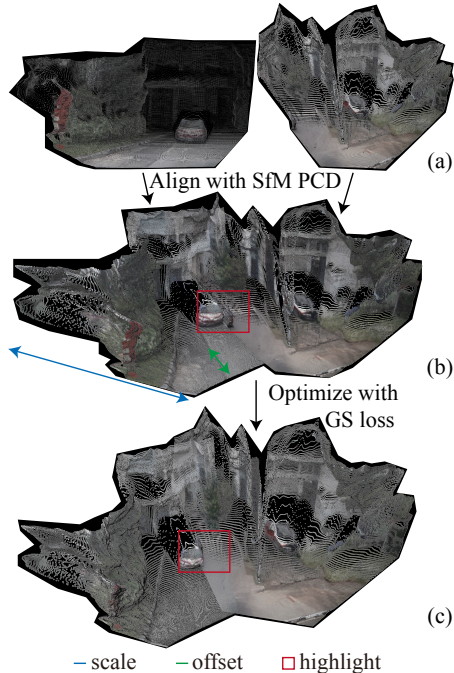 (a)
Align with SfM PCD
(b)
Optimize with
GS loss
(c)
scale
offset
highlight